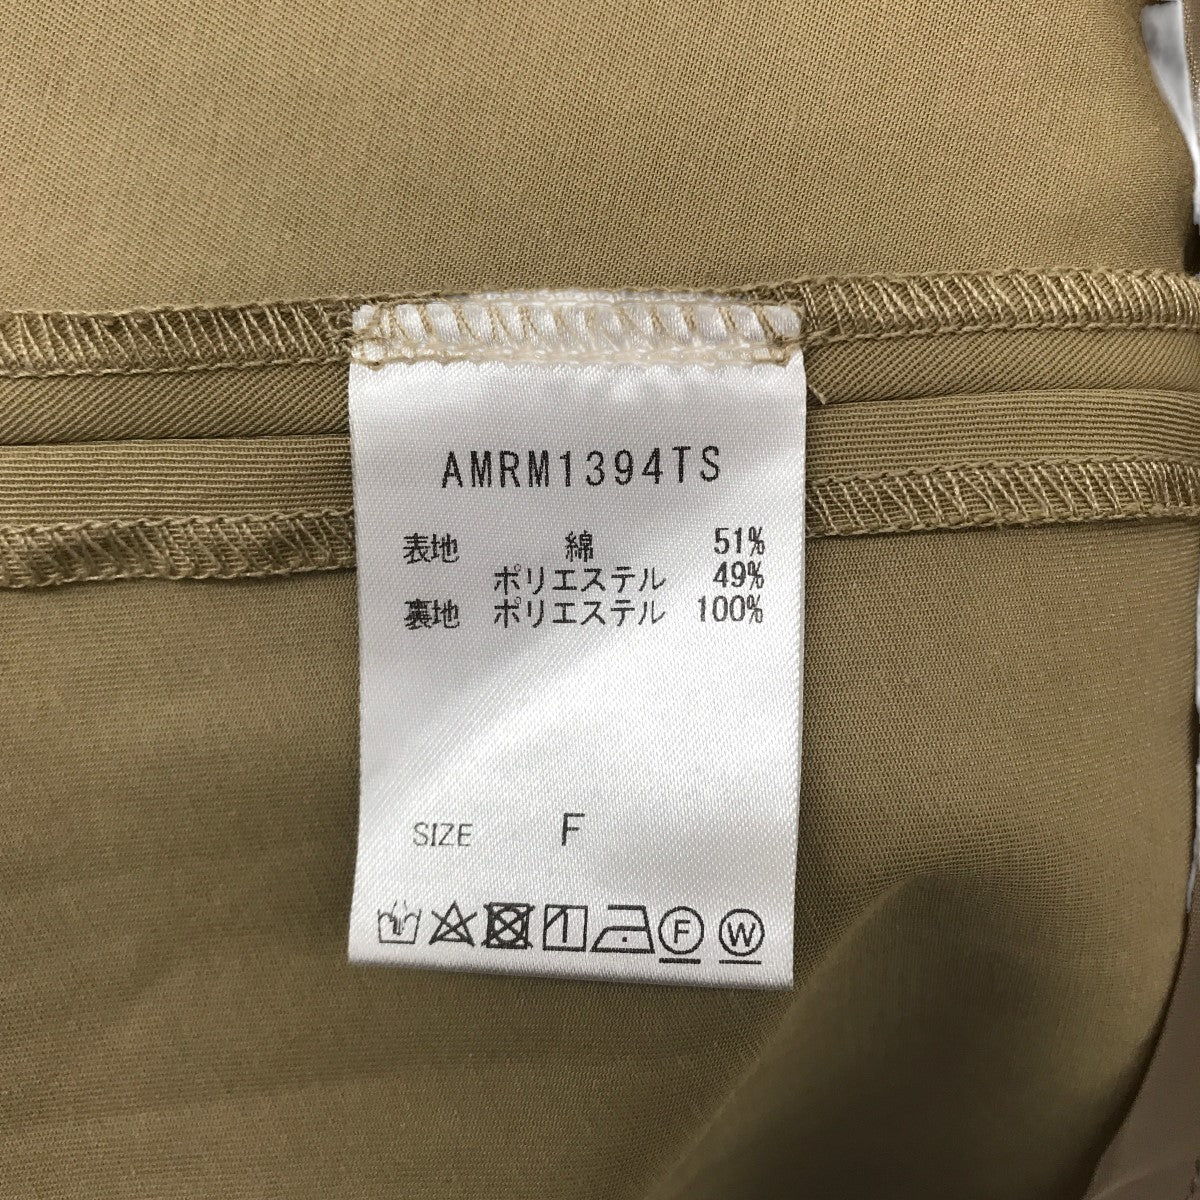 AMRM1394TS
表地 綿 51%
ポリエステル 49%
裏地 ポリエステル 100%
SIZE F
F W